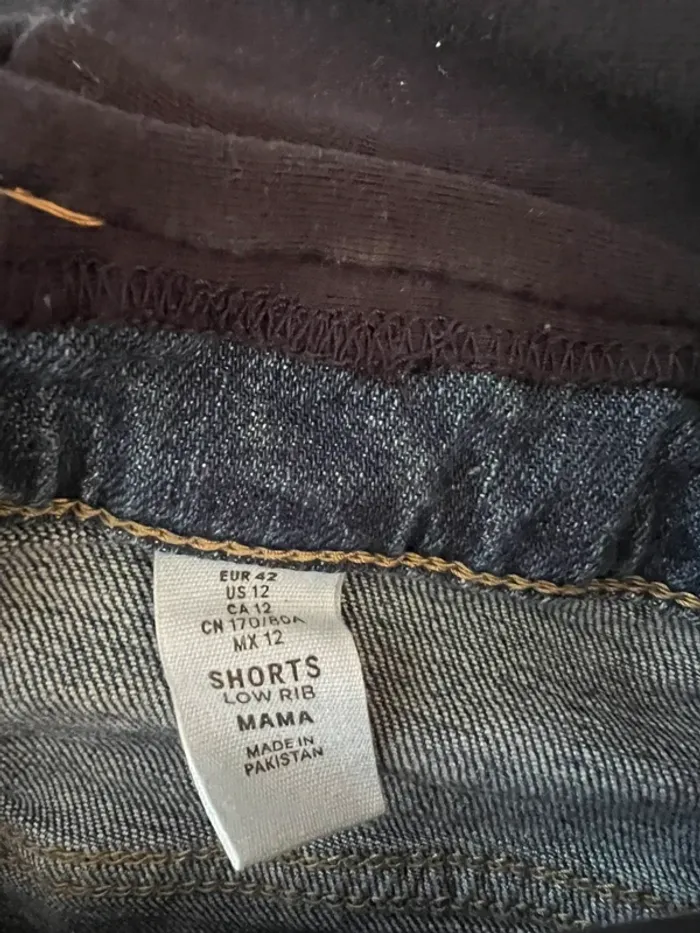 EUR 42
US 12
CA 12
CN 170/80A
MX 12
SHORTS
LOW RIB
MAMA
MADE IN
PAKISTAN